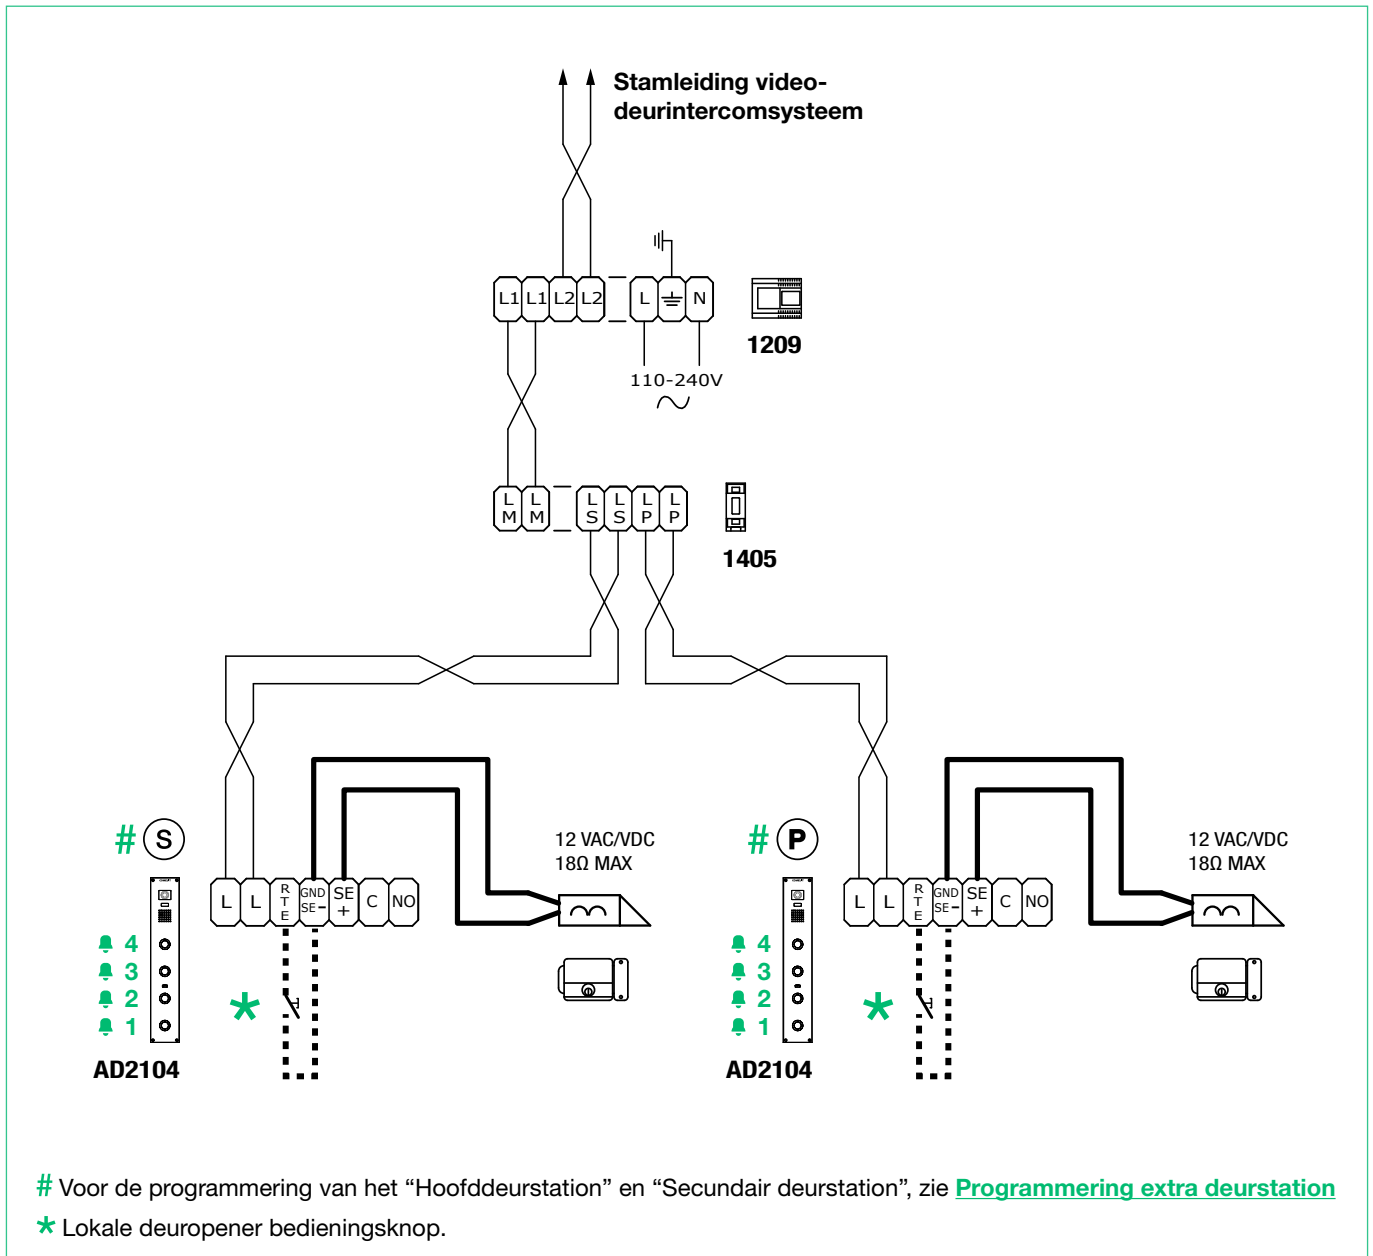 Stamleiding video-
deurintercomsysteem
L1 L1 L2 L2 L N
1209
110-240V
L M L M L S L S L P L P
1405
# S
12 VAC/VDC
18Ω MAX
# P
12 VAC/VDC
18Ω MAX
L L RTE GND SE- SE + C NO
L L RTE GND SE- SE + C NO
4
3
2
1
*
4
3
2
1
*
AD2104
AD2104
# Voor de programmering van het “Hoofddeurstation” en “Secundair deurstation”, zie Programmering extra deurstation
* Lokale deuropener bedieningsknop.